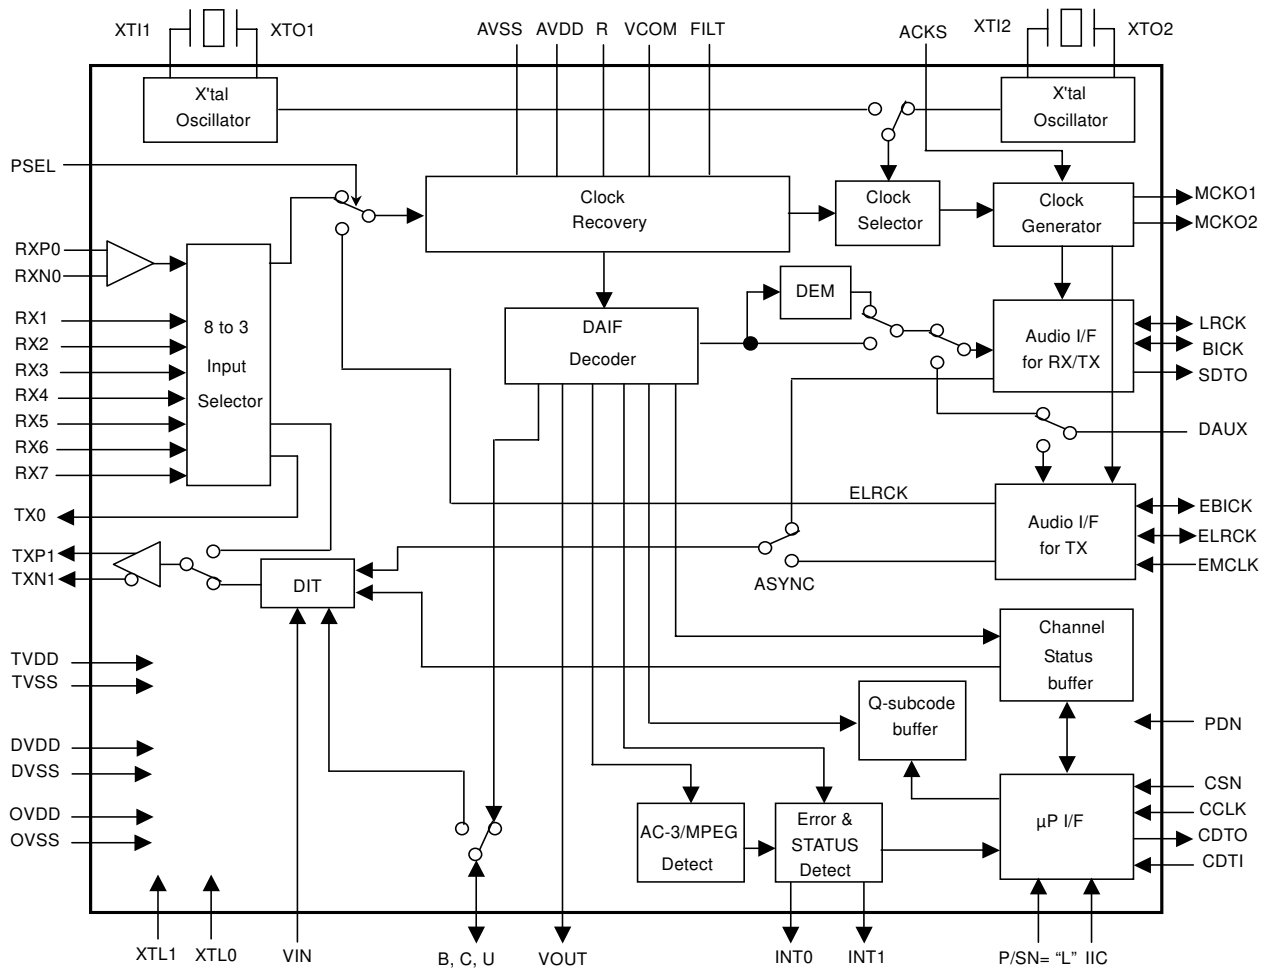 XTI1
XTO1
AVSS
AVDD
R
VCOM
FILT
ACKS
XTI2
XTO2
X'tal
Oscillator
X'tal
Oscillator
PSEL
Clock
Recovery
Clock
Selector
Clock
Generator
MCKO1
MCKO2
RXP0
RXN0
RX1
RX2
RX3
RX4
RX5
RX6
RX7
8 to 3
Input
Selector
DAIF
Decoder
DEM
Audio I/F
for RX/TX
LRCK
BICK
SDTO
DAUX
TX0
TXP1
TXN1
DIT
ELRCK
ASYNC
Audio I/F
for TX
EBICK
ELRCK
EMCLK
TVDD
TVSS
DVDD
DVSS
OVDD
OVSS
Channel
Status
buffer
Q-subcode
buffer
PDN
AC-3/MPEG
Detect
Error &
STATUS
Detect
µP I/F
CSN
CCLK
CDTO
CDTI
XTL1
XTL0
VIN
B, C, U
VOUT
INT0
INT1
P/SN= “L”
IIC